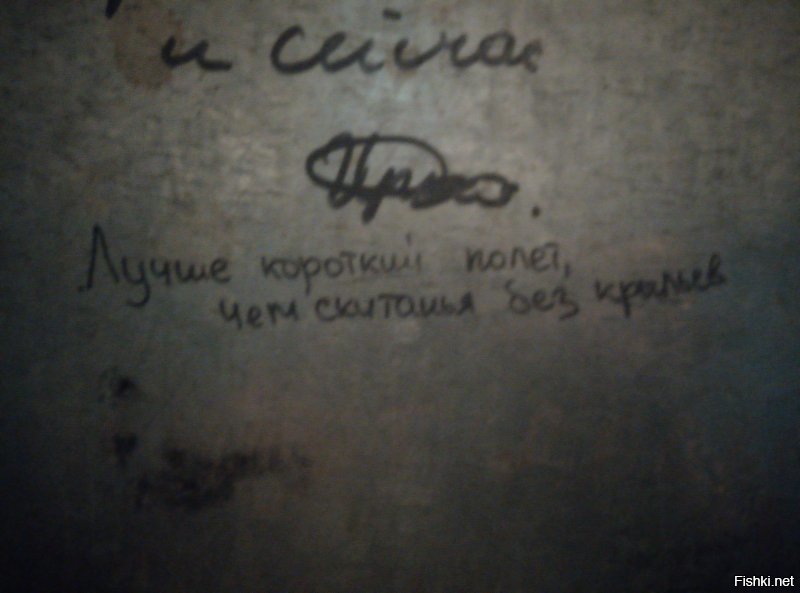 и сейчас
Лучше короткий полет,
чем скитанья без крыльев
Fishki.net